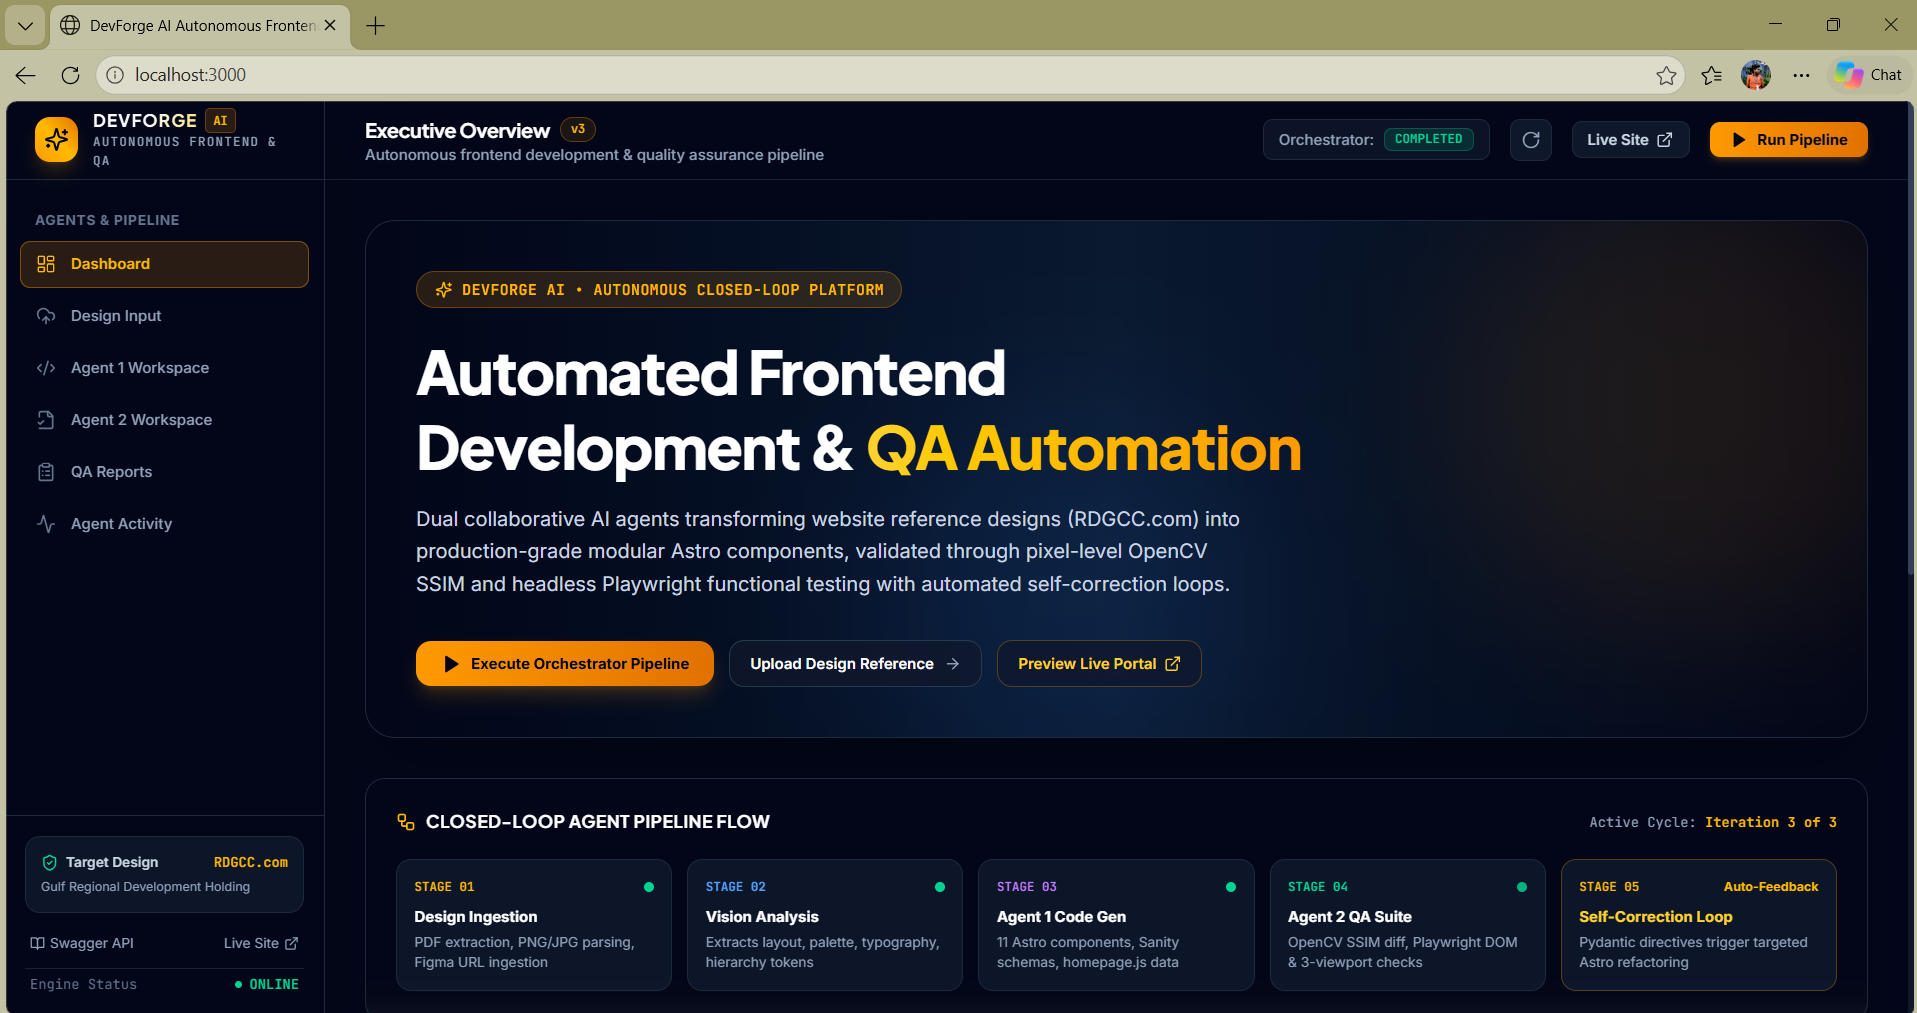 DevForge AI Autonomous Fronten
localhost:3000
Chat
DEVFORGE AI
AUTONOMOUS FRONTEND &
QA
Executive Overview v3
Autonomous frontend development & quality assurance pipeline
Orchestrator: COMPLETED
Live Site
Run Pipeline
AGENTS & PIPELINE
Dashboard
Design Input
Agent 1 Workspace
Agent 2 Workspace
QA Reports
Agent Activity
DEVFORGE AI • AUTONOMOUS CLOSED-LOOP PLATFORM
Automated Frontend
Development & QA Automation
Dual collaborative AI agents transforming website reference designs (RDGCC.com) into
production-grade modular Astro components, validated through pixel-level OpenCV
SSIM and headless Playwright functional testing with automated self-correction loops.
Execute Orchestrator Pipeline
Upload Design Reference
Preview Live Portal
CLOSED-LOOP AGENT PIPELINE FLOW
Active Cycle: Iteration 3 of 3
STAGE 01
Design Ingestion
PDF extraction, PNG/JPG parsing,
Figma URL ingestion
STAGE 02
Vision Analysis
Extracts layout, palette, typography,
hierarchy tokens
STAGE 03
Agent 1 Code Gen
11 Astro components, Sanity
schemas, homepage.js data
STAGE 04
Agent 2 QA Suite
OpenCV SSIM diff, Playwright DOM
& 3-viewport checks
STAGE 05 Auto-Feedback
Self-Correction Loop
Pydantic directives trigger targeted
Astro refactoring
Target Design RDGCC.com
Gulf Regional Development Holding
Swagger API Live Site
Engine Status ONLINE